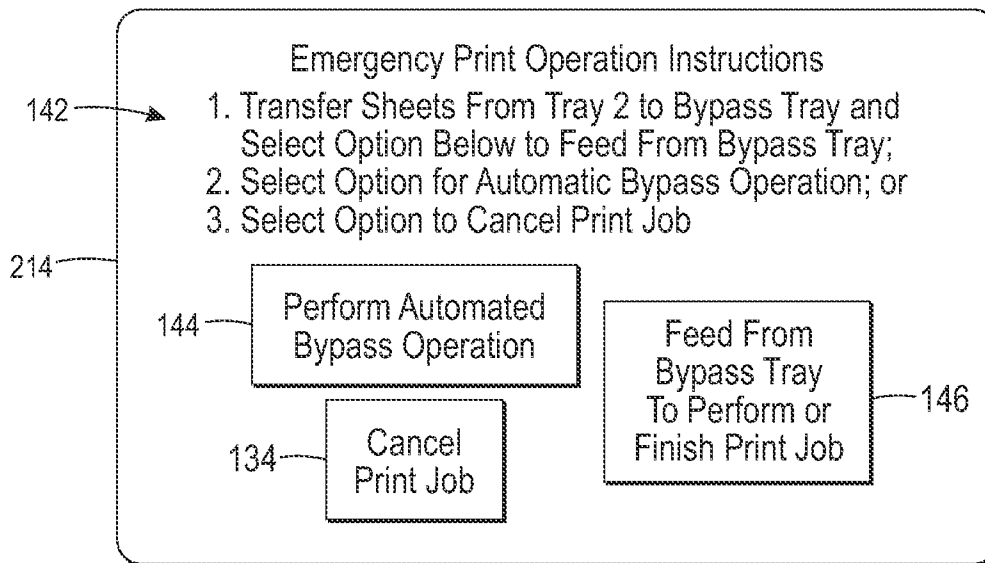 Emergency Print Operation Instructions
142
1. Transfer Sheets From Tray 2 to Bypass Tray and
Select Option Below to Feed From Bypass Tray;
2. Select Option for Automatic Bypass Operation; or
3. Select Option to Cancel Print Job
214
144
Perform Automated
Bypass Operation
Feed From
Bypass Tray
To Perform or
Finish Print Job
146
134
Cancel
Print Job